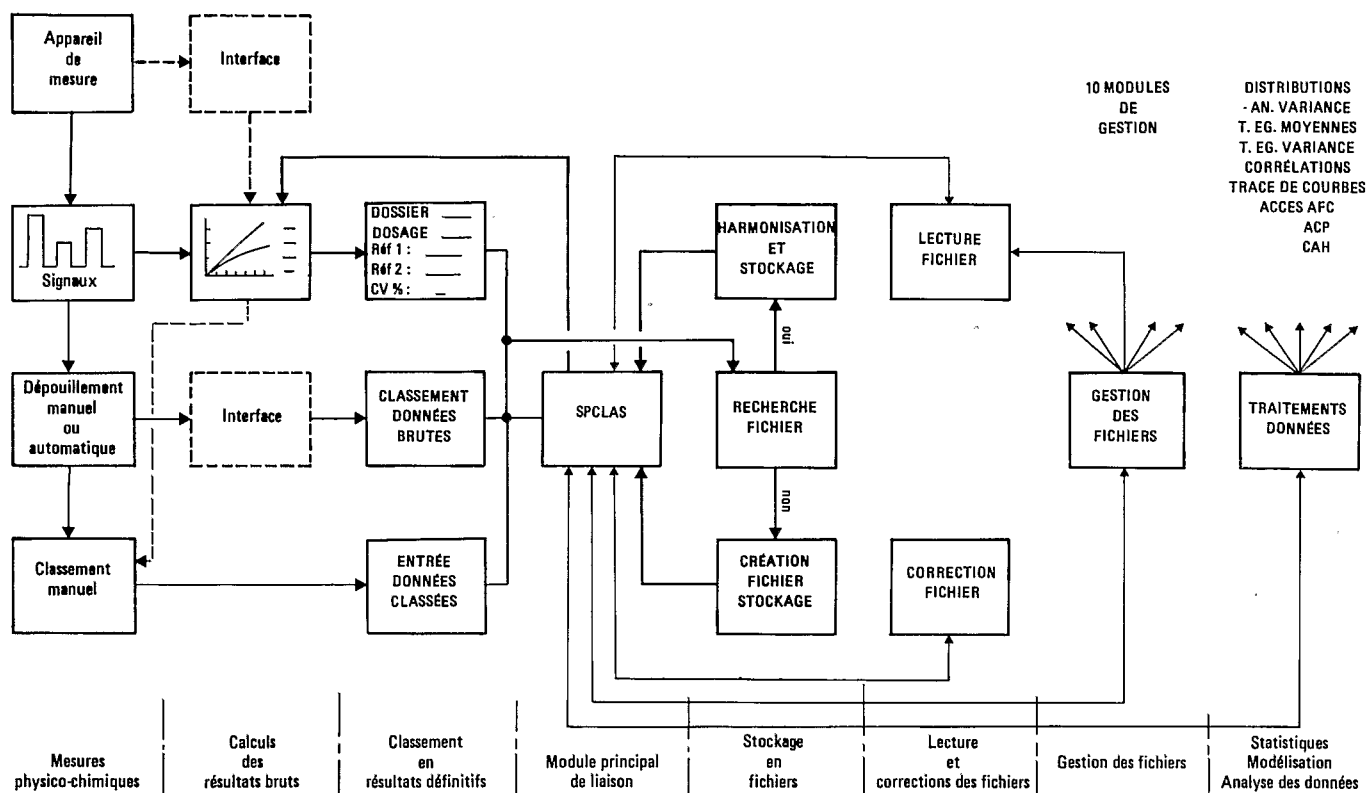 Appareil
de
mesure
Interface
10 MODULES
DE
GESTION
DISTRIBUTIONS
- AN. VARIANCE
T. EG. MOYENNES
T. EG. VARIANCE
CORRÉLATIONS
TRACE DE COURBES
ACCES AFC
ACP
CAH
Signaux
DOSSIER
DOSAGE
Réf 1 :
Réf 2 :
CV % :
HARMONISATION
ET
STOCKAGE
LECTURE
FICHIER
oui
Dépouillement
manuel
ou
automatique
Interface
CLASSEMENT
DONNÉES
BRUTES
SPCLAS
RECHERCHE
FICHIER
GESTION
DES
FICHIERS
TRAÎTEMENTS
DONNÉES
non
Classement
manuel
ENTRÉE
DONNÉES
CLASSÉES
CRÉATION
FICHIER
STOCKAGE
CORRECTION
FICHIER
Mesures
physico-chimiques
Calculs
des
résultats bruts
Classement
en
résultats définitifs
Module principal
de liaison
Stockage
en
fichiers
Lecture
et
corrections des fichiers
Gestion des fichiers
Statistiques
Modélisation
Analyse des données